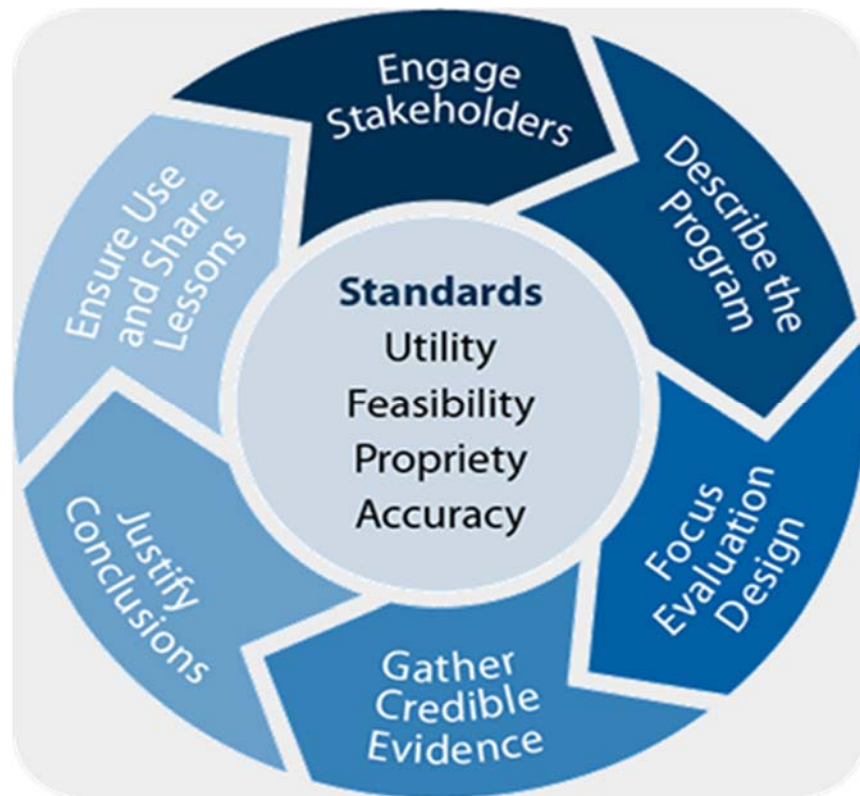 Engage
Stakeholders
Describe the
Program
Focus
Evaluation
Design
Gather
Credible
Evidence
Justify
Conclusions
Ensure Use
and Share
Lessons
Standards
Utility
Feasibility
Propriety
Accuracy